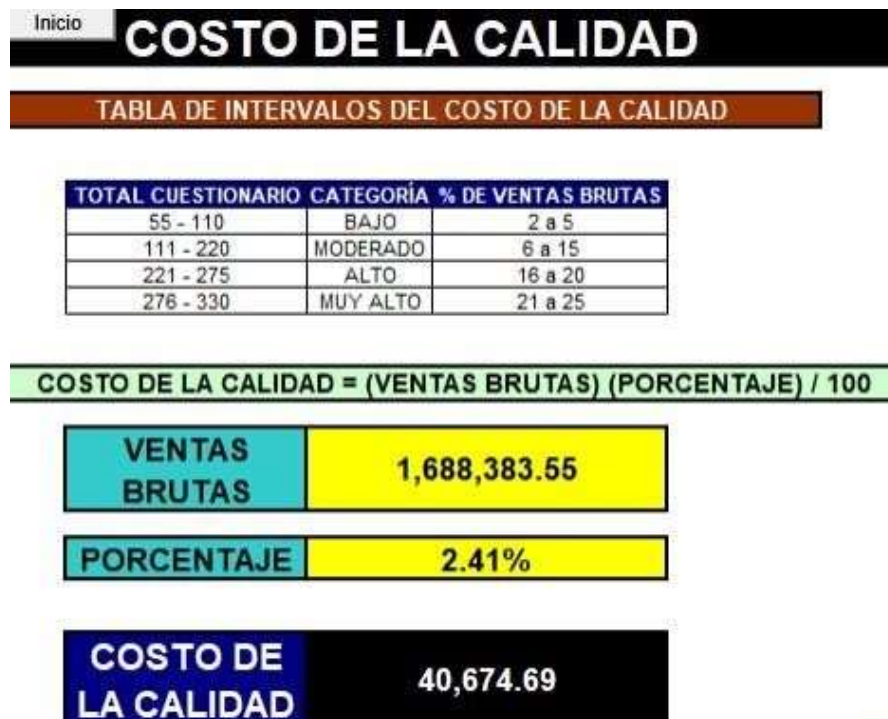 Inicio
COSTO DE LA CALIDAD
TABLA DE INTERVALOS DEL COSTO DE LA CALIDAD
TOTAL CUESTIONARIO CATEGORÍA % DE VENTAS BRUTAS
55 - 110 BAJO 2 a 5
111 - 220 MODERADO 6 a 15
221 - 275 ALTO 16 a 20
276 - 330 MUY ALTO 21 a 25
COSTO DE LA CALIDAD = (VENTAS BRUTAS) (PORCENTAJE) / 100
VENTAS
BRUTAS
1,688,383.55
PORCENTAJE 2.41%
COSTO DE
LA CALIDAD
40,674.69